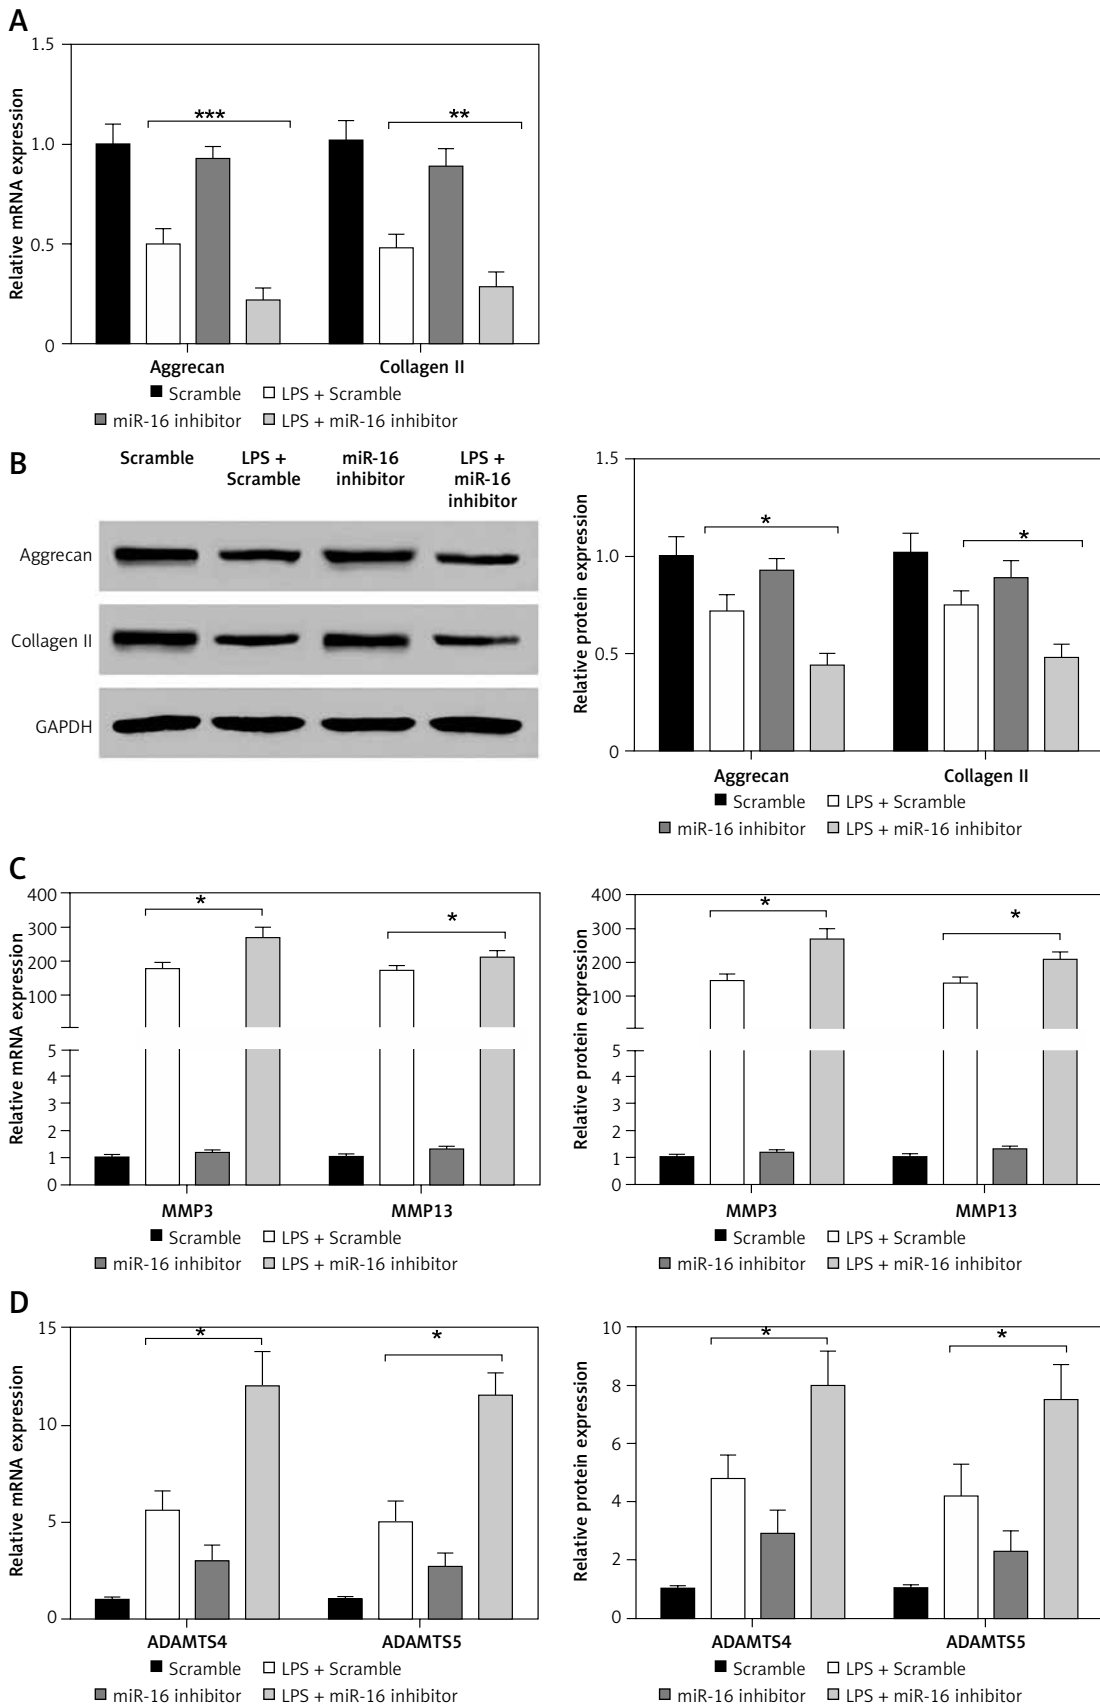 A
Relative mRNA expression
1.5
1.0
0.5
0
***
**
Aggrecan Collagen II
Scramble LPS + Scramble
miR-16 inhibitor LPS + miR-16 inhibitor
B
Scramble LPS + Scramble miR-16 inhibitor LPS + miR-16 inhibitor
Aggrecan
Collagen II
GAPDH
Relative protein expression
1.5
1.0
0.5
0
*
*
Aggrecan Collagen II
Scramble LPS + Scramble
miR-16 inhibitor LPS + miR-16 inhibitor
C
Relative mRNA expression
400
300
200
100
5
4
3
2
1
0
*
*
MMP3 MMP13
Scramble LPS + Scramble
miR-16 inhibitor LPS + miR-16 inhibitor
Relative protein expression
400
300
200
100
5
4
3
2
1
0
*
*
MMP3 MMP13
Scramble LPS + Scramble
miR-16 inhibitor LPS + miR-16 inhibitor
D
Relative mRNA expression
15
10
5
0
*
*
ADAMTS4 ADAMTS5
Scramble LPS + Scramble
miR-16 inhibitor LPS + miR-16 inhibitor
Relative protein expression
10
8
6
4
2
0
*
*
ADAMTS4 ADAMTS5
Scramble LPS + Scramble
miR-16 inhibitor LPS + miR-16 inhibitor